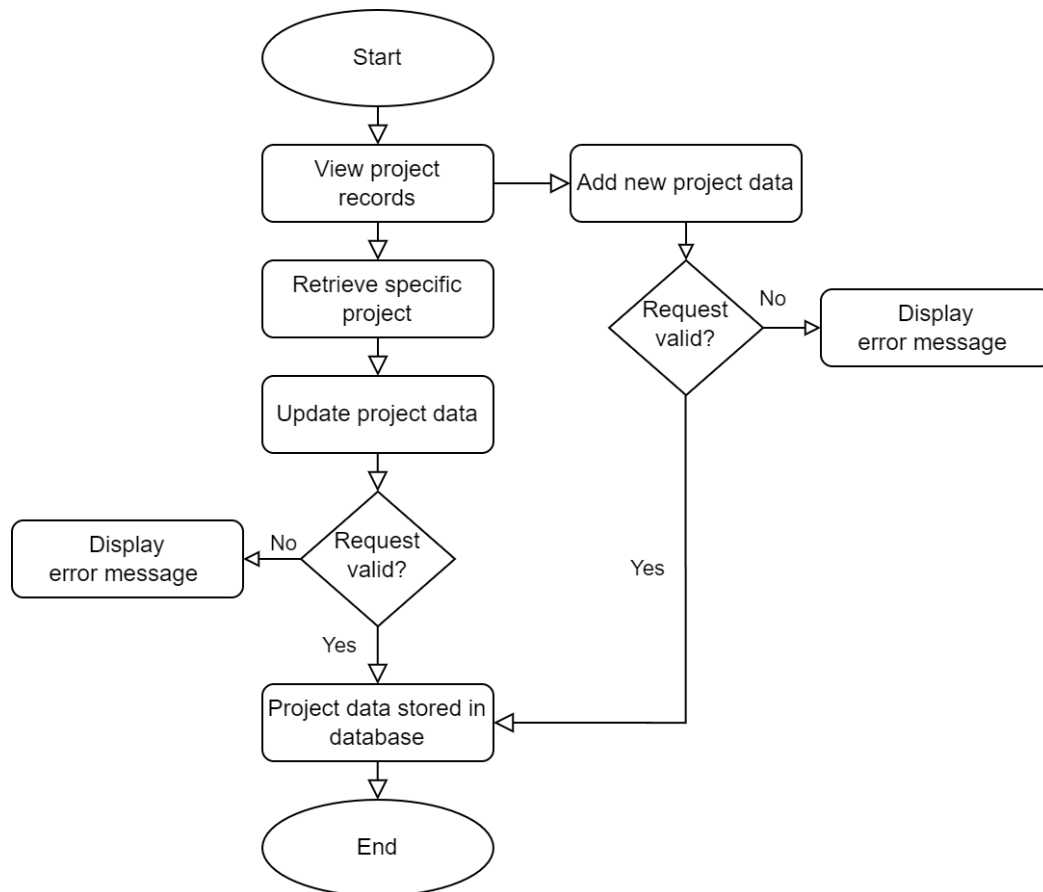 Start
View project
records
Add new project data
Retrieve specific
project
Request
valid?
No
Display
error message
Update project data
Display
error message
No
Request
valid?
Yes
Yes
Project data stored in
database
End